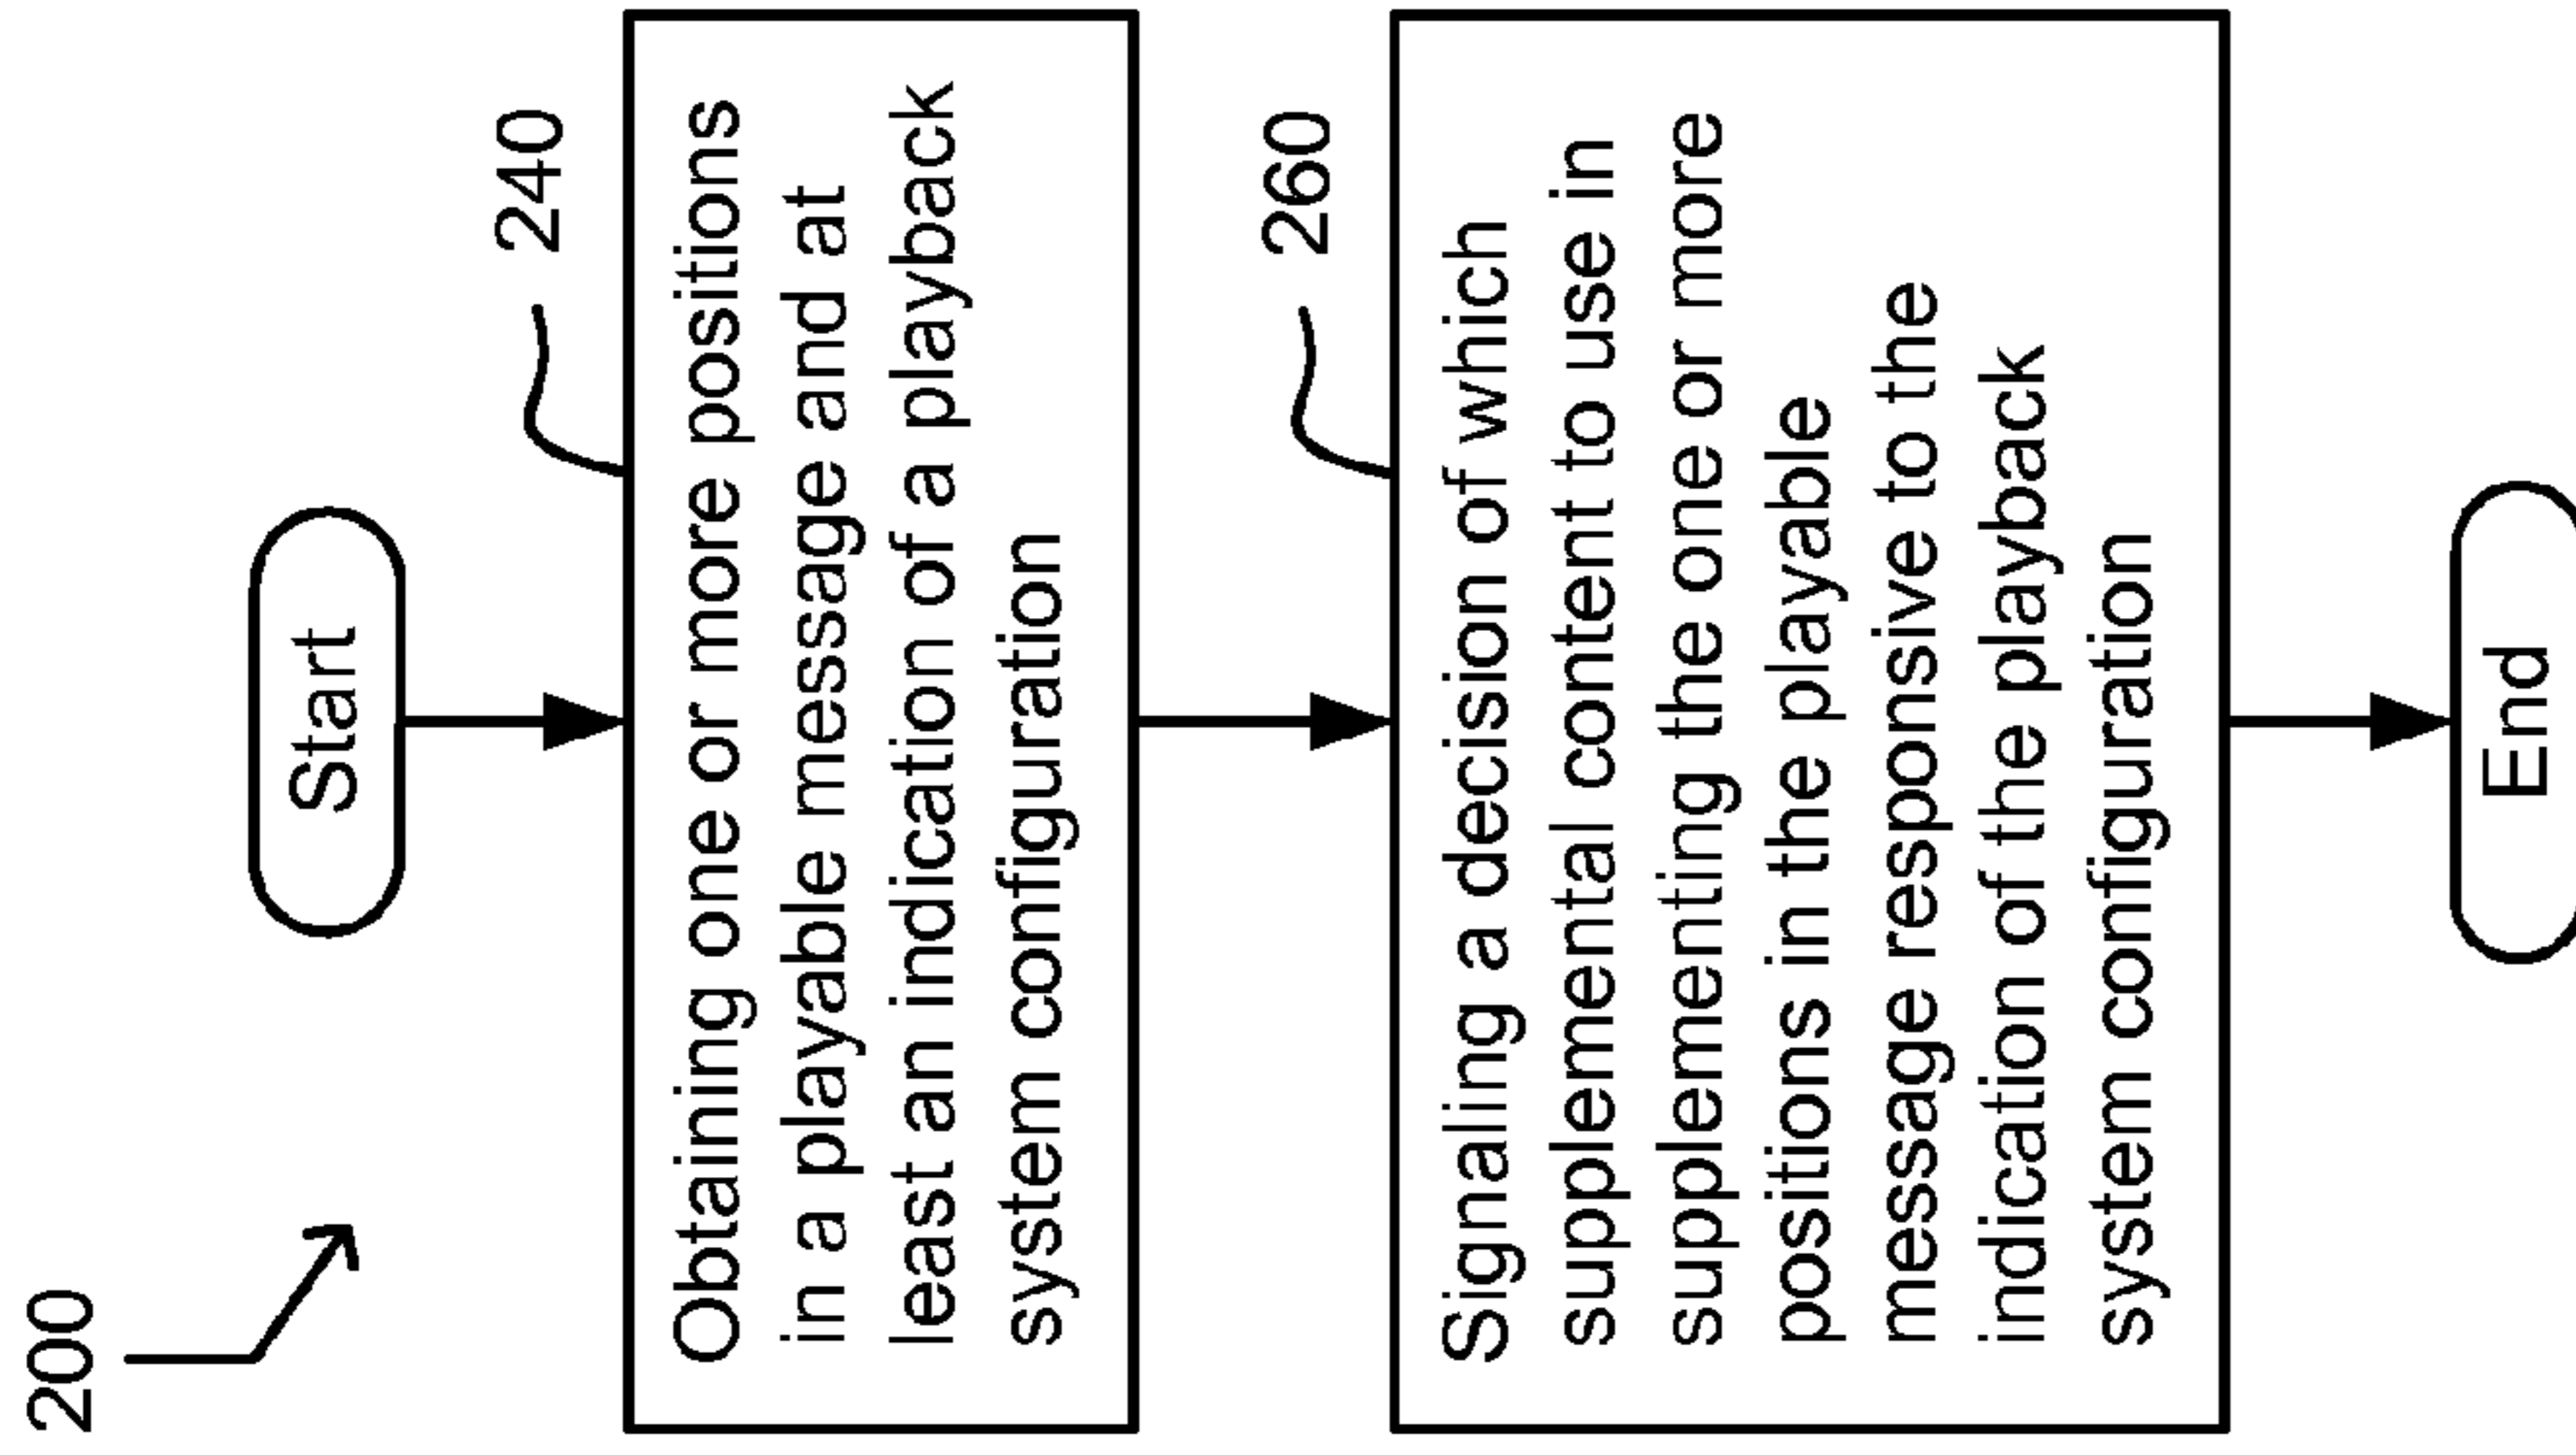 200
Start
240
Obtaining one or more positions
in a playable message and at
least an indication of a playback
system configuration
260
Signaling a decision of which
supplemental content to use in
supplementing the one or more
positions in the playable
message responsive to the
indication of the playback
system configuration
End